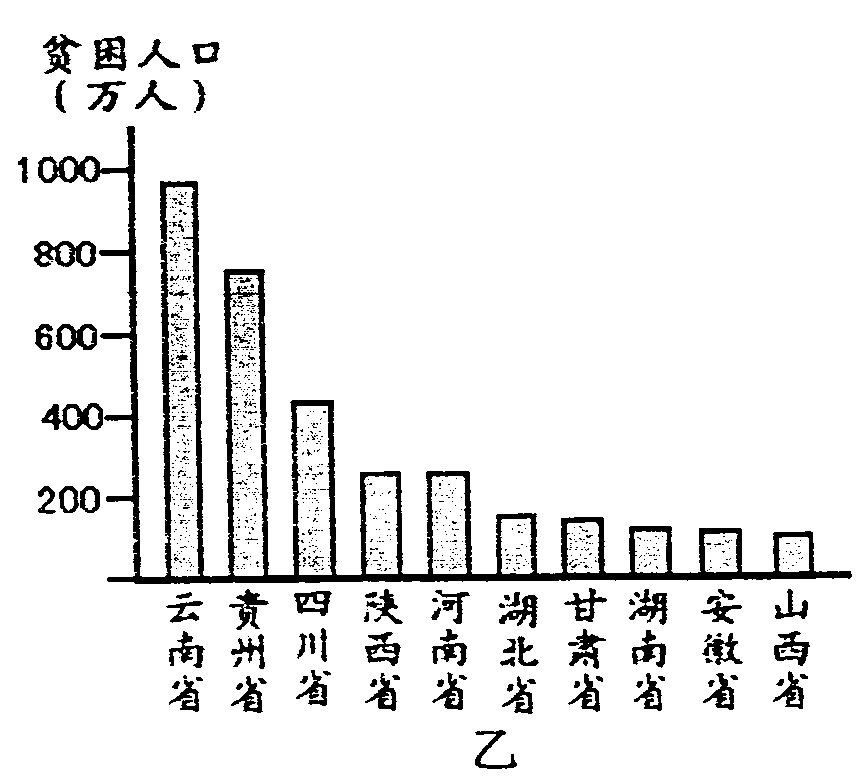 贫困人口
(万人)
1000
800
600
400
200
云南省
贵州省
四川省
陕西省
河南省
湖北省
甘肃省
湖南省
安徽省
山西省
乙